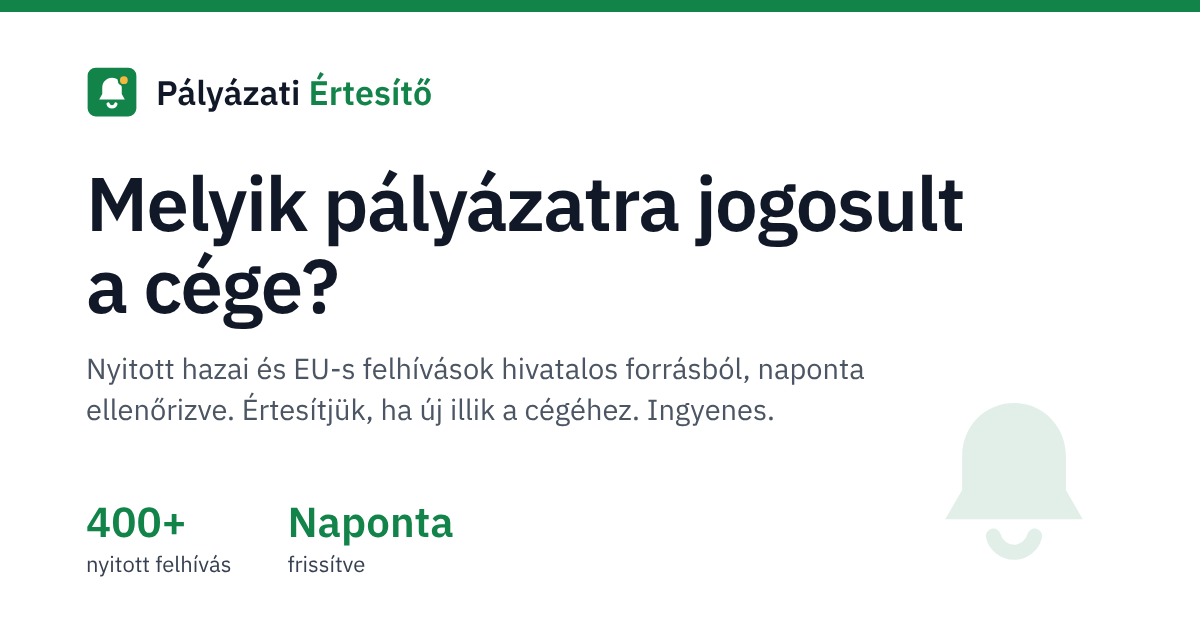 Pályázati Értesítő
Melyik pályázatra jogosult
a cége?
Nyitott hazai és EU-s felhívások hivatalos forrásból, naponta
ellenőrizve. Értesítjük, ha új illik a cégéhez. Ingyenes.
400+
nyitott felhívás
Naponta
frissítve